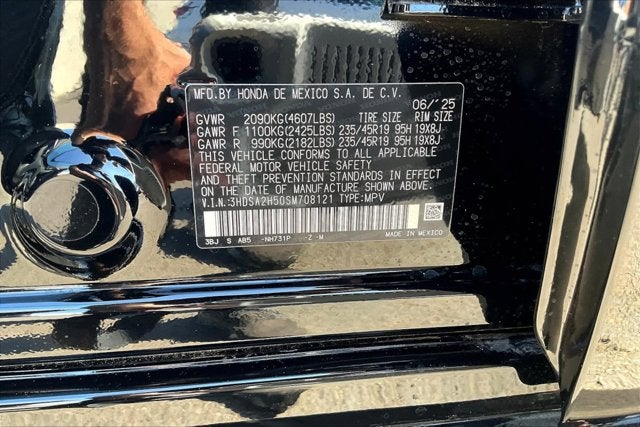 MFD.BY HONDA DE MEXICO S.A. DE C.V.
06/'25
GVWR 2090KG(4607LBS) TIRE SIZE RIM SIZE
GAWR F 1100KG(2425LBS) 235/45R19 95H 19X8J
GAWR R 990KG(2182LBS) 235/45R19 95H 19X8J
THIS VEHICLE CONFORMS TO ALL APPLICABLE
FEDERAL MOTOR VEHICLE SAFETY
AND THEFT PREVENTION STANDARDS IN EFFECT
ON THE DATE OF MANUFACTURE SHOWN ABOVE.
V.I.N.:3HDSA2H50SM708121 TYPE:MPV
3BJ S AB5 -NH731P -Z -M MADE IN MEXICO